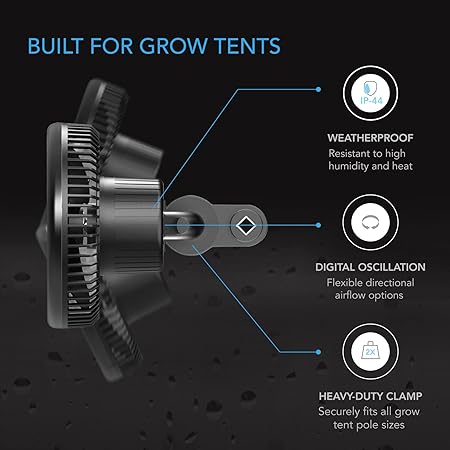 BUILT FOR GROW TENTS
IP-44
WEATHERPROOF
Resistant to high
humidity and heat
DIGITAL OSCILLATION
Flexible directional
airflow options
2X
HEAVY-DUTY CLAMP
Securely fits all grow
tent pole sizes